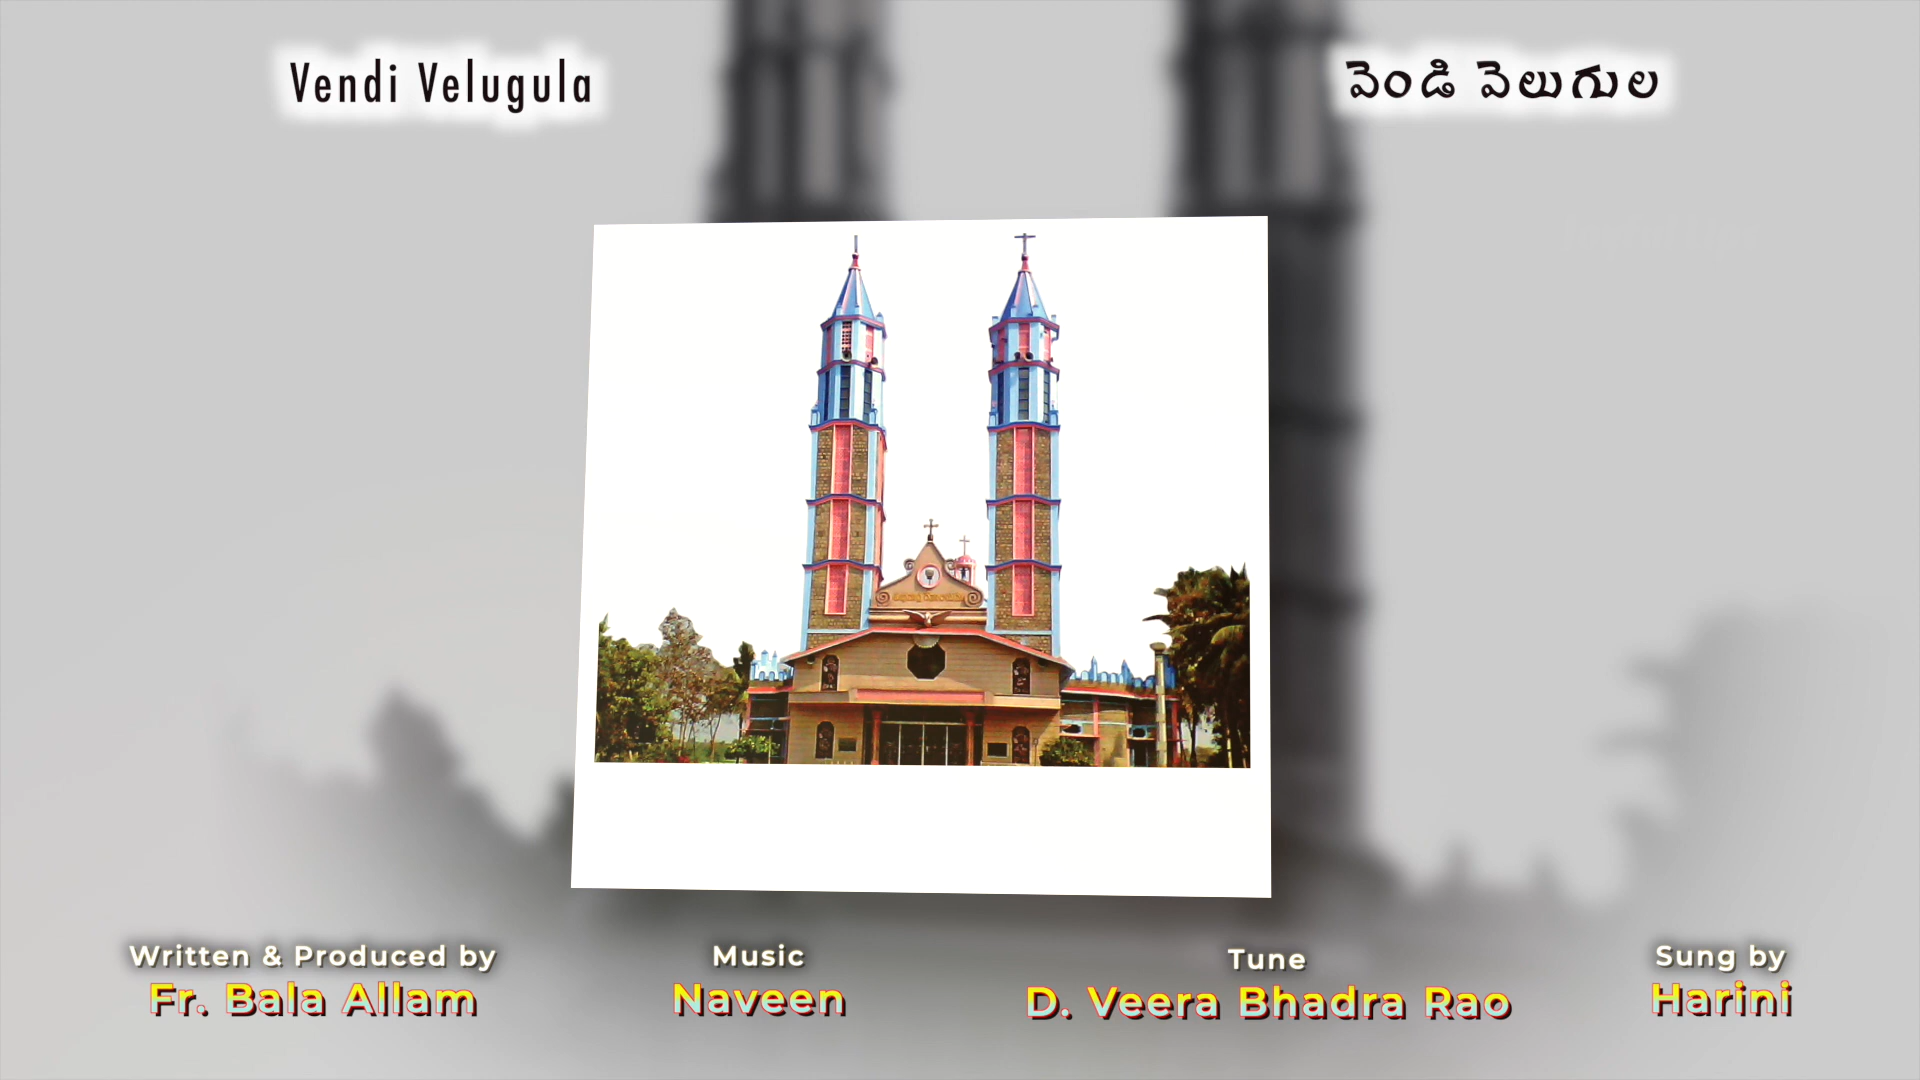 Vendi Velugula
వెండి వెలుగుల
Written & Produced by
Fr. Bala Allam
Music
Naveen
Tune
D. Veera Bhadra Rao
Sung by
Harini